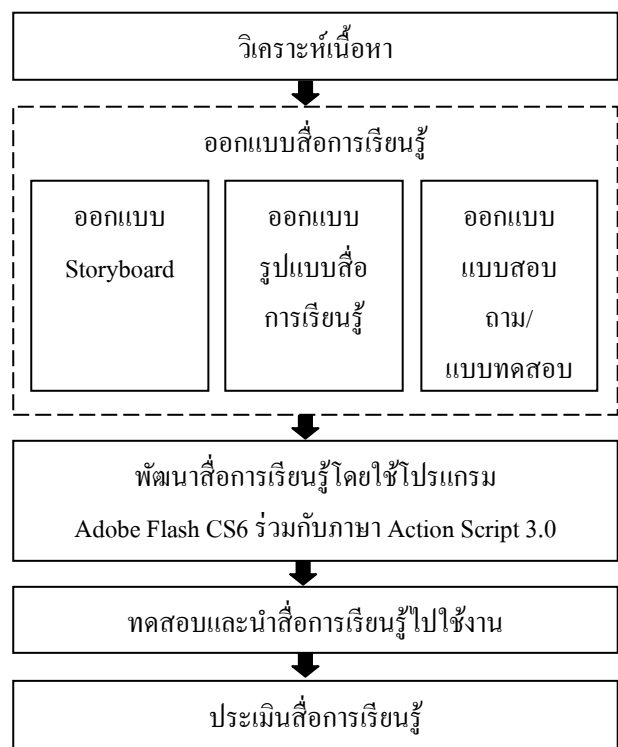 วิเคราะห์เนื้อหา
ออกแบบสื่อการเรียนรู้
ออกแบบ
Storyboard
ออกแบบ
รูปแบบสื่อ
การเรียนรู้
ออกแบบ
แบบสอบ
ถาม/
แบบทดสอบ
พัฒนาสื่อการเรียนรู้โดยใช้โปรแกรม
Adobe Flash CS6 ร่วมกับภาษา Action Script 3.0
ทดสอบและนำสื่อการเรียนรู้ไปใช้งาน
ประเมินสื่อการเรียนรู้